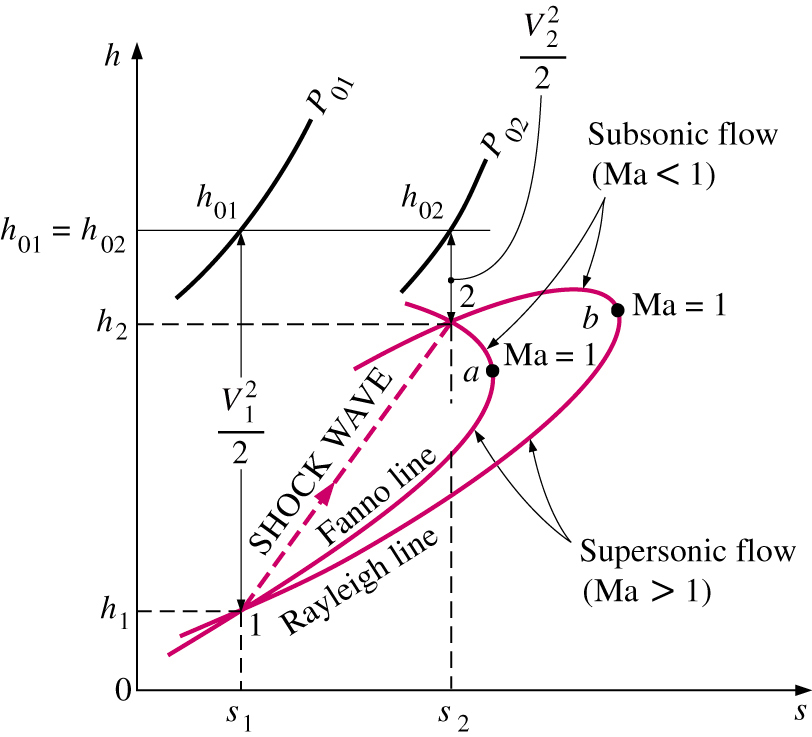 h
P₀₁
V₂²
2
P₀₂
Subsonic flow
(Ma < 1)
h₀₁
h₀₂
h₀₁ = h₀₂
2
h₂
b
Ma = 1
a
Ma = 1
V₁²
2
SHOCK WAVE
Fanno line
Rayleigh line
Supersonic flow
(Ma > 1)
h₁
1
0
s₁
s₂
s